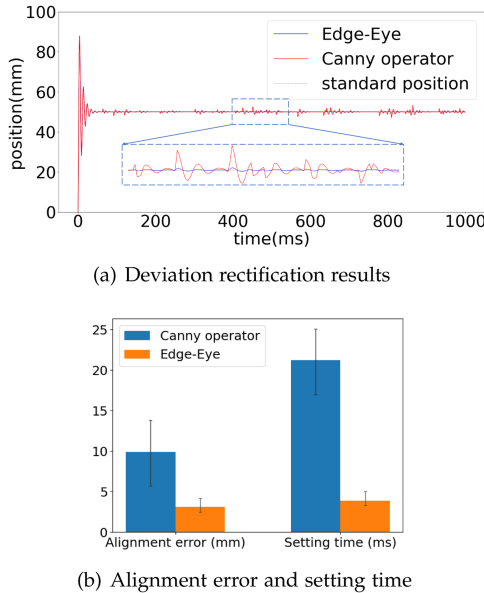 100
80
60
40
20
0
position(mm)
Edge-Eye
Canny operator
standard position
0
200
400
600
800
1000
time(ms)
(a) Deviation rectification results
25
20
15
10
5
0
Canny operator
Edge-Eye
Alignment error (mm)
Setting time (ms)
(b) Alignment error and setting time